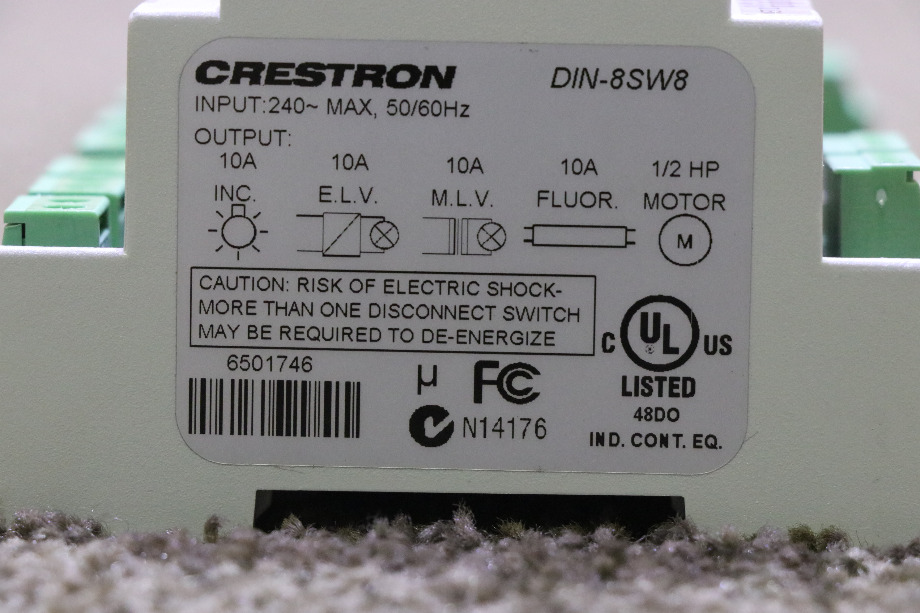 CRESTRON DIN-8SW8
INPUT:240~ MAX, 50/60Hz
OUTPUT:
10A 10A 10A 10A 1/2 HP
INC. E.L.V. M.L.V. FLUOR. MOTOR
M
CAUTION: RISK OF ELECTRIC SHOCK-
MORE THAN ONE DISCONNECT SWITCH
MAY BE REQUIRED TO DE-ENERGIZE
C UL US
LISTED
48DO
IND. CONT. EQ.
6501746
µ FC
N14176